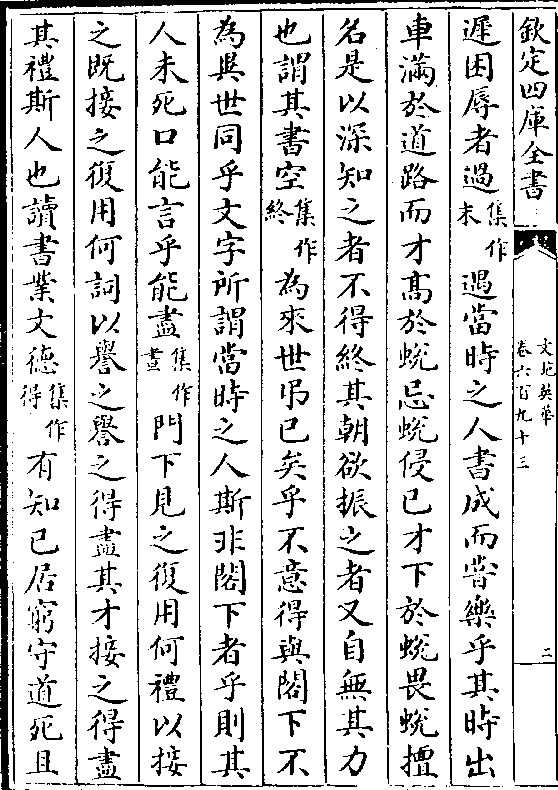 欽定四庫全書
文苑英華
卷六百九十三
三
遲困辱者過集作未遇當時之人書成而樂乎其時出
車滿於道路而才高於蛻忌蛻侵已才下於蛻畏蛻擅
名是以深知之者不得終其朝欲振之者又自無其力
也謂其書空集作終為來世弔已矣乎不意得與閣下不
為異世同乎文字所謂當時之人斯非閣下者乎則其
人未死口能言乎能盡集作畫門下見之復用何禮以接
之既接之復用何詞以譽之譽之得盡其才接之得盡
其禮斯人也讀書業文德集作得有知已居窮守道死且